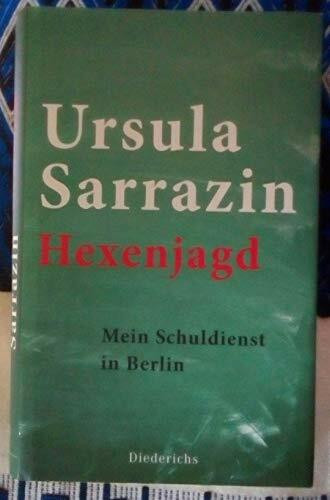 Ursula
Sarrazin
Hexenjagd
Mein Schuldienst
in Berlin
Diederichs
Sarrazin